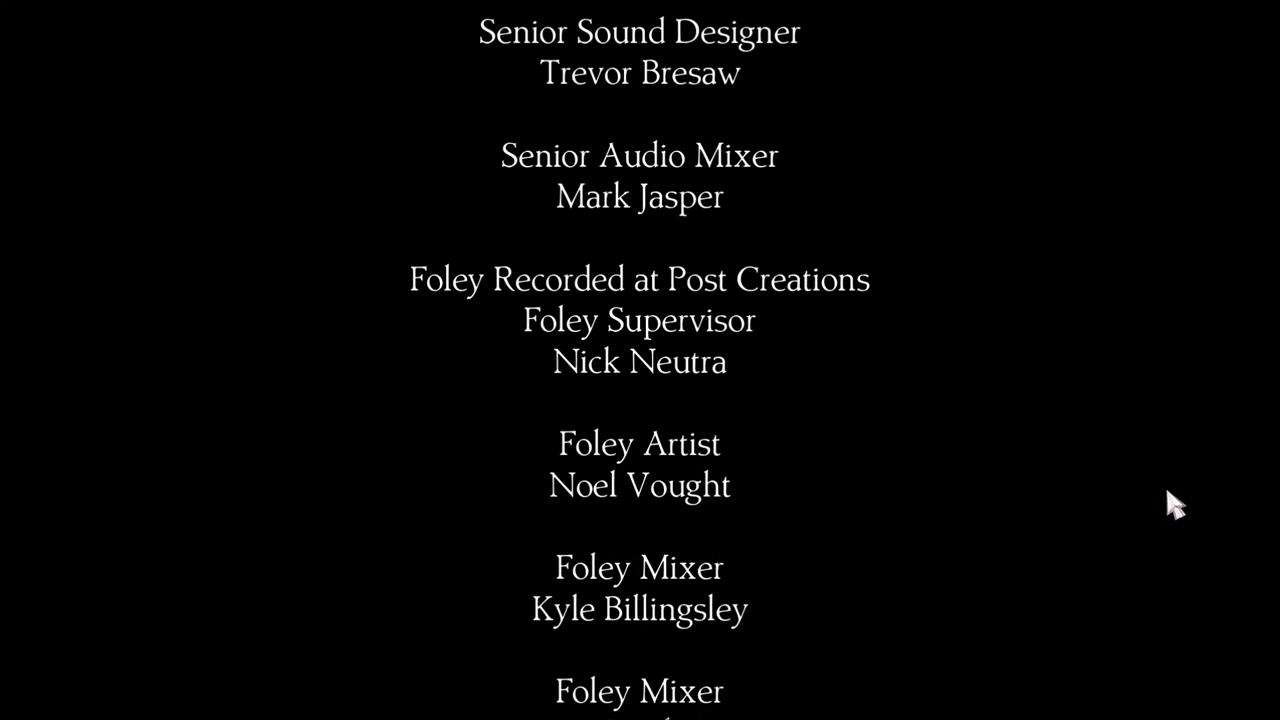 Senior Sound Designer
Trevor Bresaw
Senior Audio Mixer
Mark Jasper
Foley Recorded at Post Creations
Foley Supervisor
Nick Neutra
Foley Artist
Noel Vought
Foley Mixer
Kyle Billingsley
Foley Mixer